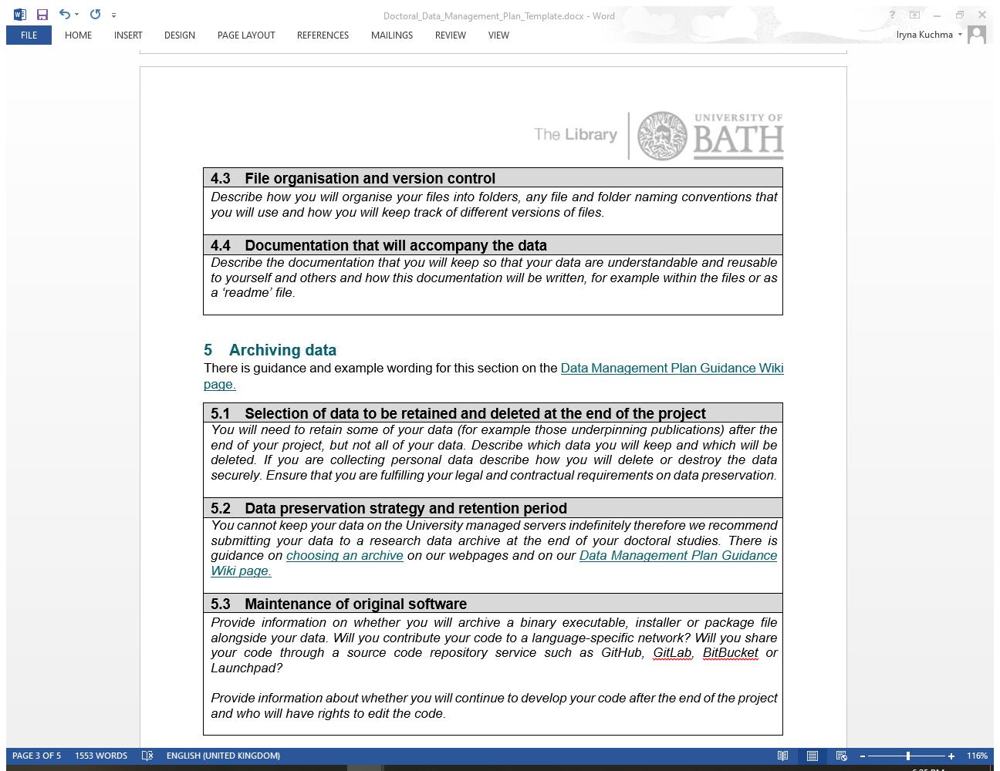 Doctoral_Data_Management_Plan_Template.docx - Word
?
FILE HOME INSERT DESIGN PAGE LAYOUT REFERENCES MAILINGS REVIEW VIEW
Iryna Kuchma
The Library
UNIVERSITY OF
BATH
4.3 File organisation and version control
Describe how you will organise your files into folders, any file and folder naming conventions that
you will use and how you will keep track of different versions of files.
4.4 Documentation that will accompany the data
Describe the documentation that you will keep so that your data are understandable and reusable
to yourself and others and how this documentation will be written, for example within the files or as
a ‘readme’ file.
5 Archiving data
There is guidance and example wording for this section on the Data Management Plan Guidance Wiki
page.
5.1 Selection of data to be retained and deleted at the end of the project
You will need to retain some of your data (for example those underpinning publications) after the
end of your project, but not all of your data. Describe which data you will keep and which will be
deleted. If you are collecting personal data describe how you will delete or destroy the data
securely. Ensure that you are fulfilling your legal and contractual requirements on data preservation.
5.2 Data preservation strategy and retention period
You cannot keep your data on the University managed servers indefinitely therefore we recommend
submitting your data to a research data archive at the end of your doctoral studies. There is
guidance on choosing an archive on our webpages and on our Data Management Plan Guidance
Wiki page.
5.3 Maintenance of original software
Provide information on whether you will archive a binary executable, installer or package file
alongside your data. Will you contribute your code to a language-specific network? Will you share
your code through a source code repository service such as GitHub, GitLab, BitBucket or
Launchpad?
Provide information about whether you will continue to develop your code after the end of the project
and who will have rights to edit the code.
PAGE 3 OF 5 1553 WORDS ENGLISH (UNITED KINGDOM) 116%